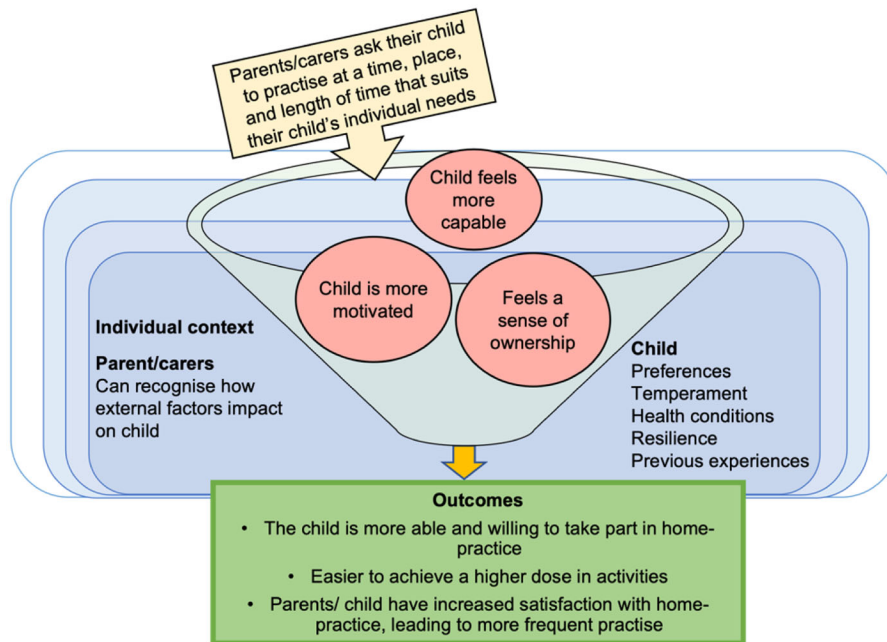 Parents/carers ask their child
to practise at a time, place,
and length of time that suits
their child's individual needs
Child feels
more
capable
Child is more
motivated
Feels a
sense of
ownership
Individual context
Parent/carers
Can recognise how
external factors impact
on child
Child
Preferences
Temperament
Health conditions
Resilience
Previous experiences
Outcomes
• The child is more able and willing to take part in home-
practice
• Easier to achieve a higher dose in activities
• Parents/ child have increased satisfaction with home-
practice, leading to more frequent practise